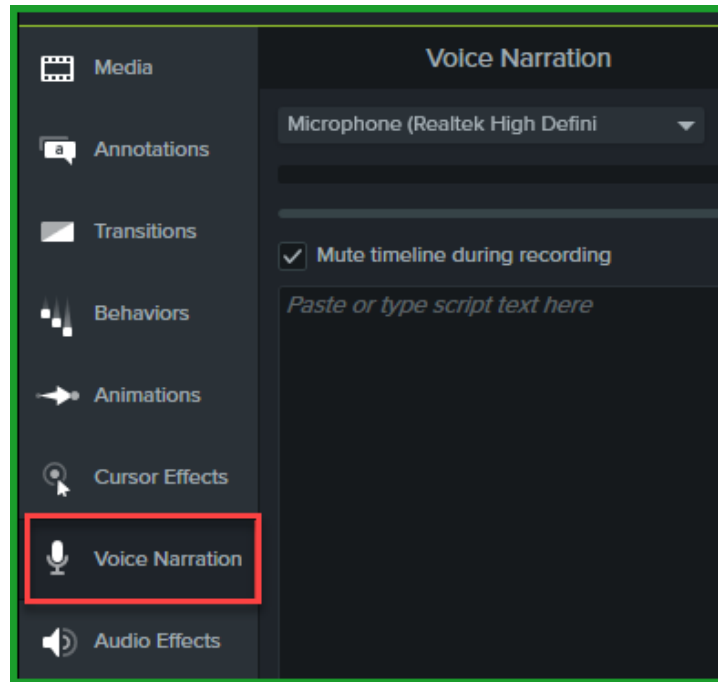 Media
Annotations
Transitions
Behaviors
Animations
Cursor Effects
Voice Narration
Audio Effects
Voice Narration
Microphone (Realtek High Defini
Mute timeline during recording
Paste or type script text here
a